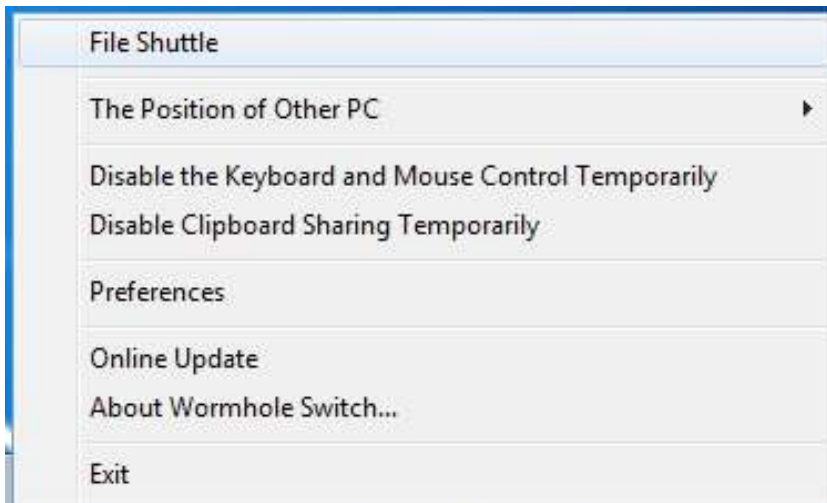 File Shuttle
The Position of Other PC
Disable the Keyboard and Mouse Control Temporarily
Disable Clipboard Sharing Temporarily
Preferences
Online Update
About Wormhole Switch...
Exit